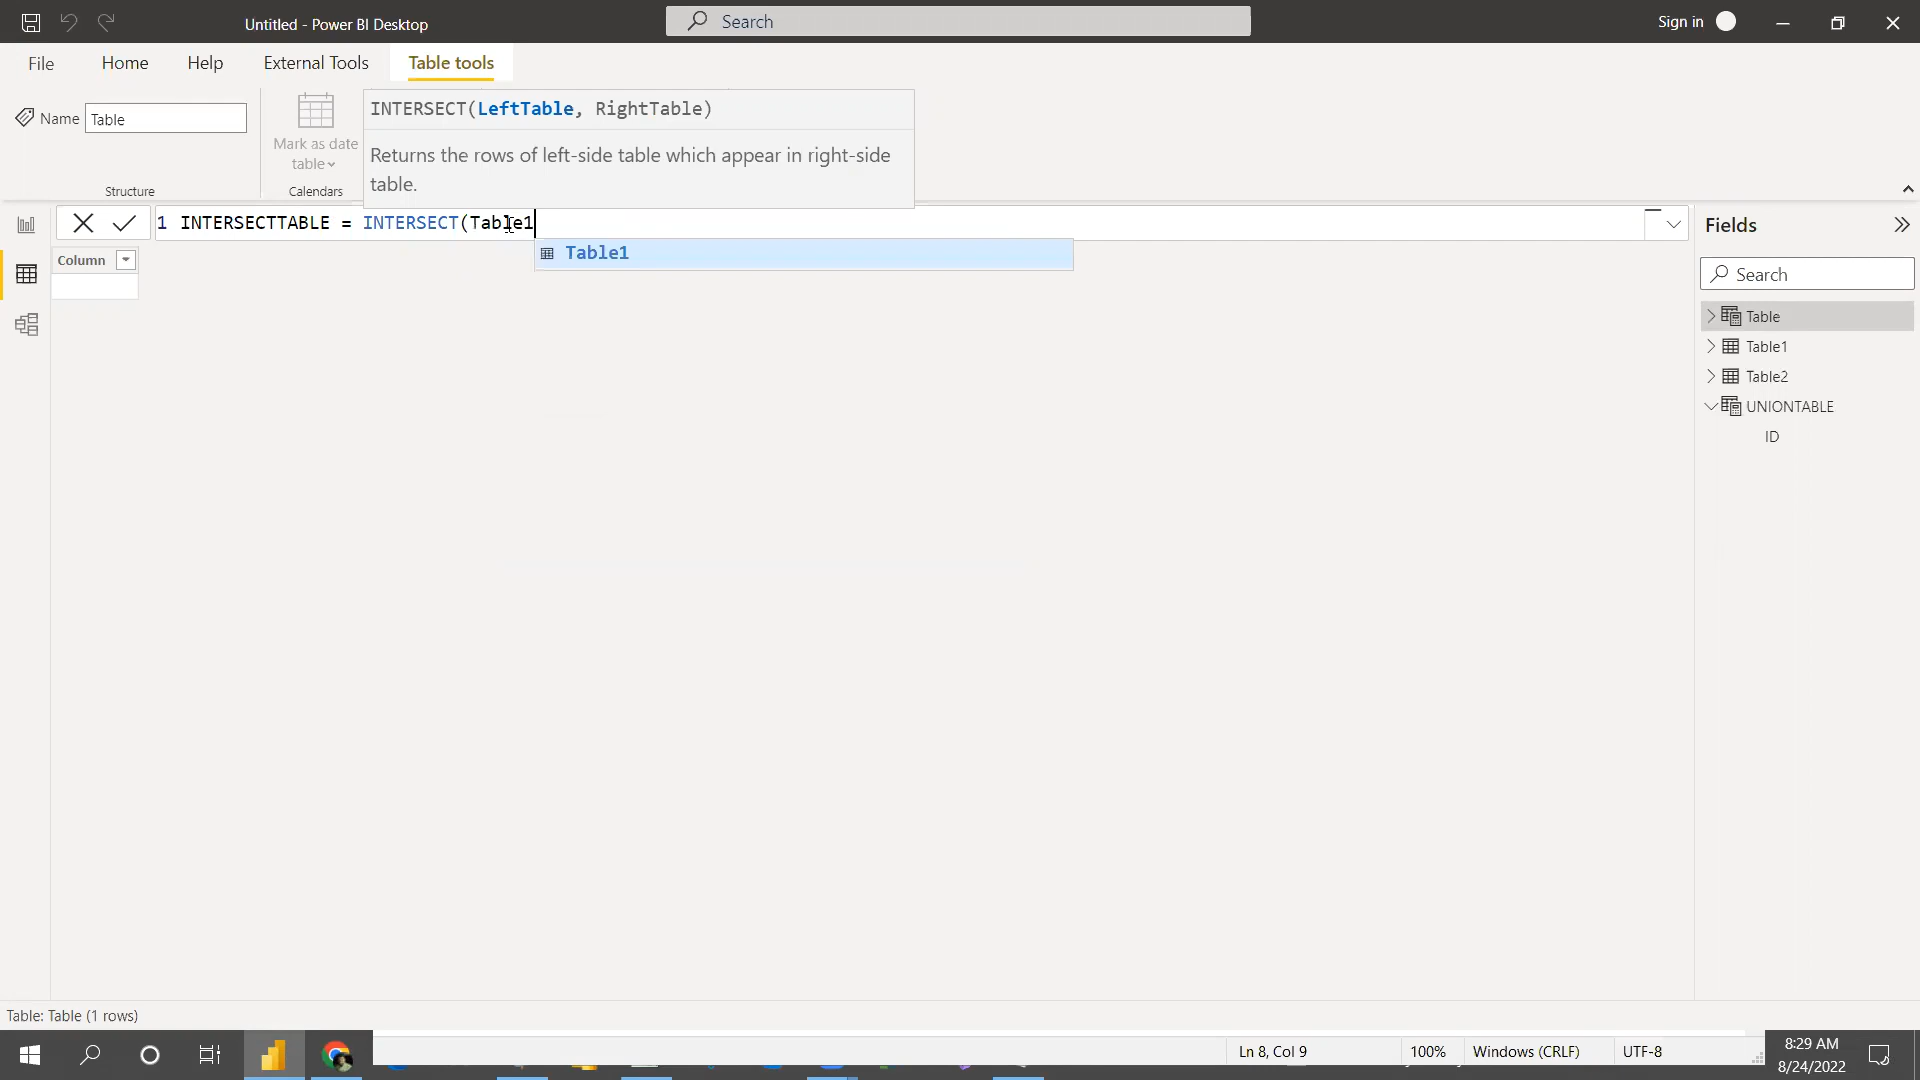 Untitled - Power BI Desktop
Search
Sign in
File
Home
Help
External Tools
Table tools
Name
Table
Mark as date
table
Structure
Calendars
INTERSECT(LeftTable, RightTable)
Returns the rows of left-side table which appear in right-side
table.
1 INTERSECTTABLE = INTERSECT(Table1
Table1
Column
Fields
Search
Table
Table1
Table2
UNIONTABLE
ID
Table: Table (1 rows)
Ln 8, Col 9
100%
Windows (CRLF)
UTF-8
8:29 AM
8/24/2022